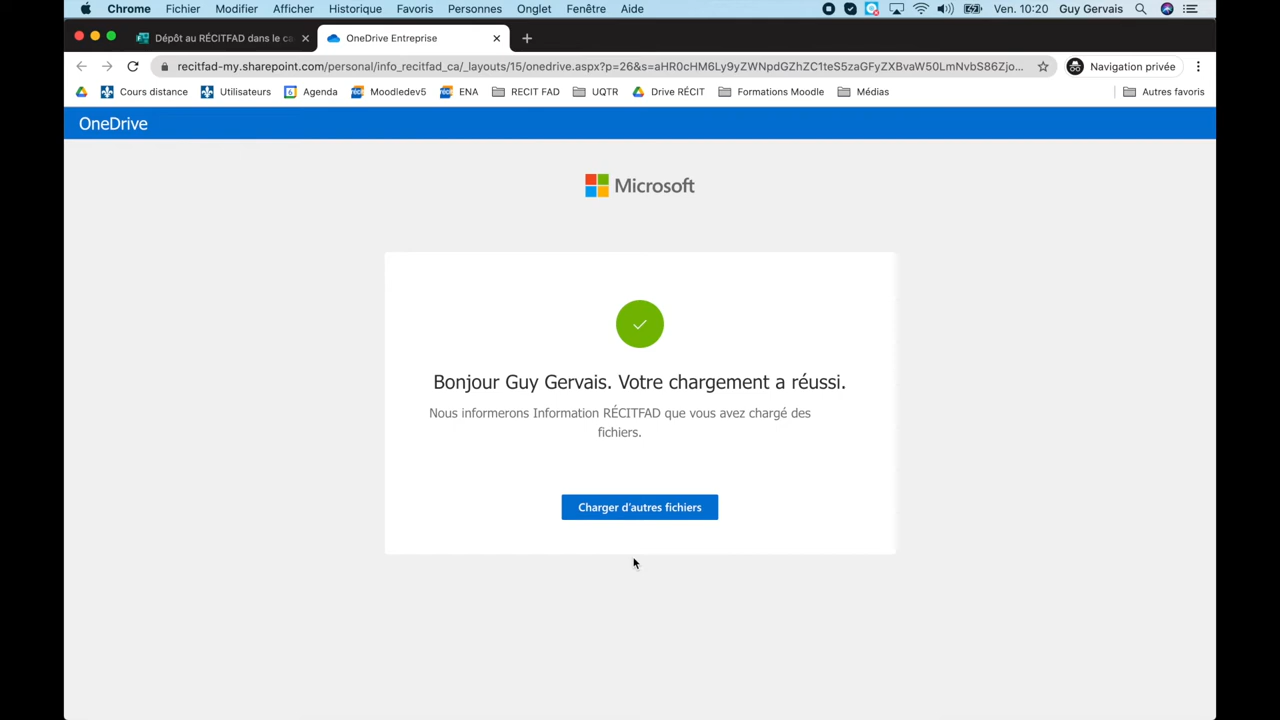 Chrome Fichier Modifier Afficher Historique Favoris Personnes Onglet Fenêtre Aide Ven. 10:20 Guy Gervais
Dépôt au RÉCITFAD dans le ca OneDrive Entreprise
recitfad-my.sharepoint.com/personal/info_recitfad_ca/_layouts/15/onedrive.aspx?p=26&s=aHR0cHM6Ly9yZWNpdGZhZC1teS5zaGFyZXBvaW50LmNvbS86Zjo... Navigation privée
Cours distance Utilisateurs Agenda Moodledev5 ENA RECIT FAD UQTR Drive RÉCIT Formations Moodle Médias Autres favoris
OneDrive
Microsoft
Bonjour Guy Gervais. Votre chargement a réussi.
Nous informerons Information RÉCITFAD que vous avez chargé des
fichiers.
Charger d'autres fichiers